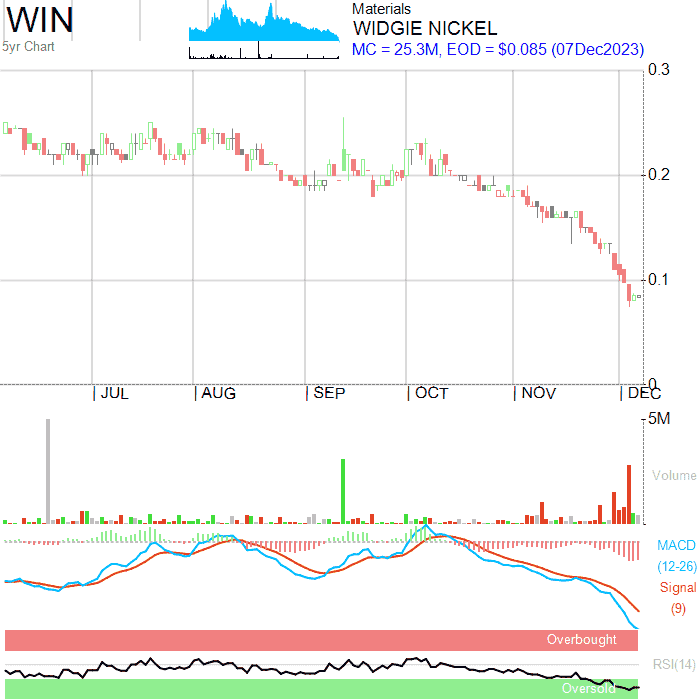 WIN
5yr Chart
Materials
WIDGIE NICKEL
MC = 25.3M, EOD = $0.085 (07Dec2023)
0.3
0.2
0.1
0
JUL AUG SEP OCT NOV DEC
5M
Volume
MACD
(12-26)
Signal
(9)
Overbought
RSI(14)
Oversold